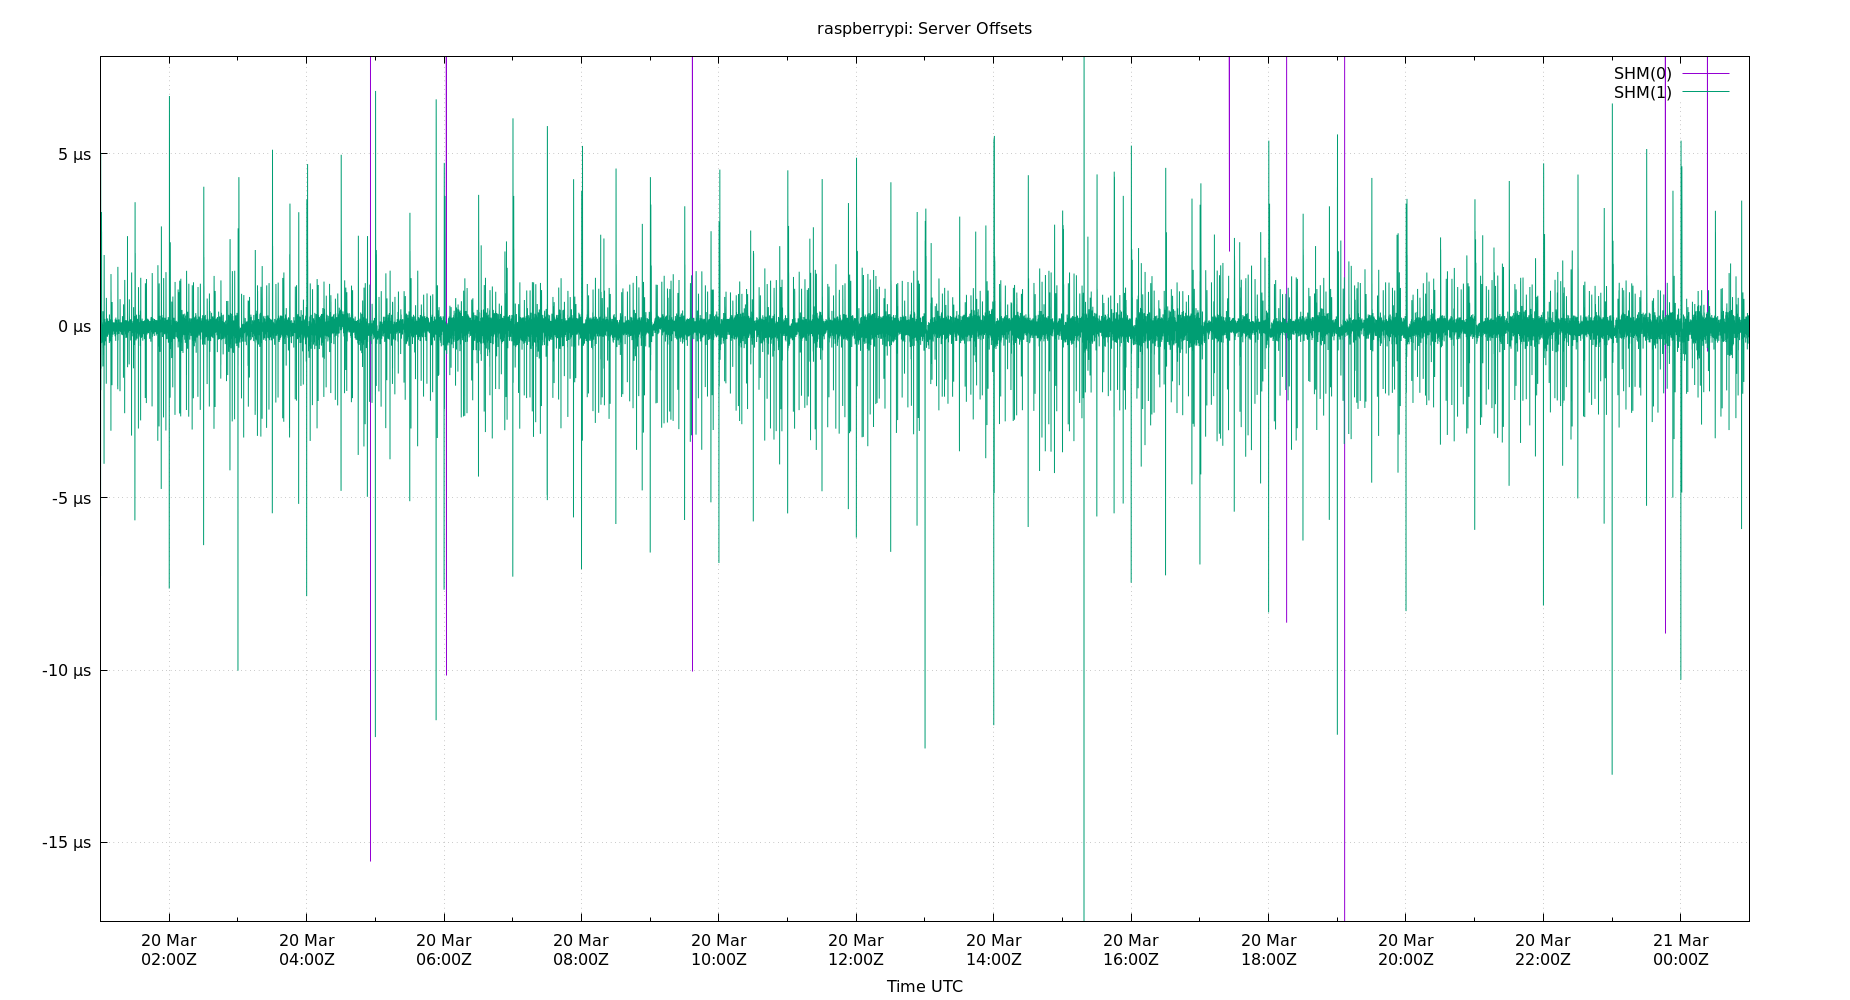 raspberrypi: Server Offsets
SHM(0)
SHM(1)
5 µs
0 µs
-5 µs
-10 µs
-15 µs
20 Mar 20 Mar 20 Mar 20 Mar 20 Mar 20 Mar 20 Mar 20 Mar 20 Mar 20 Mar 20 Mar 21 Mar
02:00Z 04:00Z 06:00Z 08:00Z 10:00Z 12:00Z 14:00Z 16:00Z 18:00Z 20:00Z 22:00Z 00:00Z
Time UTC